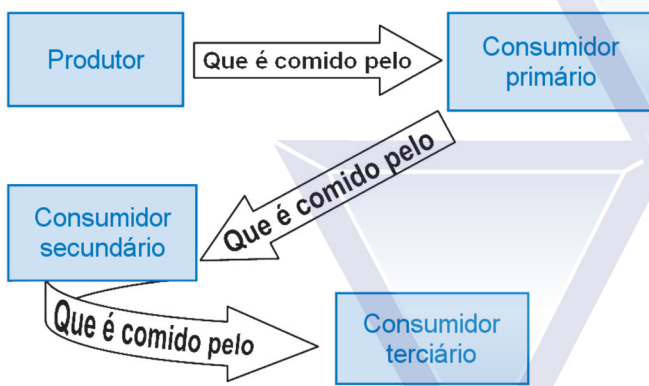 Produtor
Que é comido pelo
Consumidor
primário
Que é comido pelo
Consumidor
secundário
Que é comido pelo
Consumidor
terciário